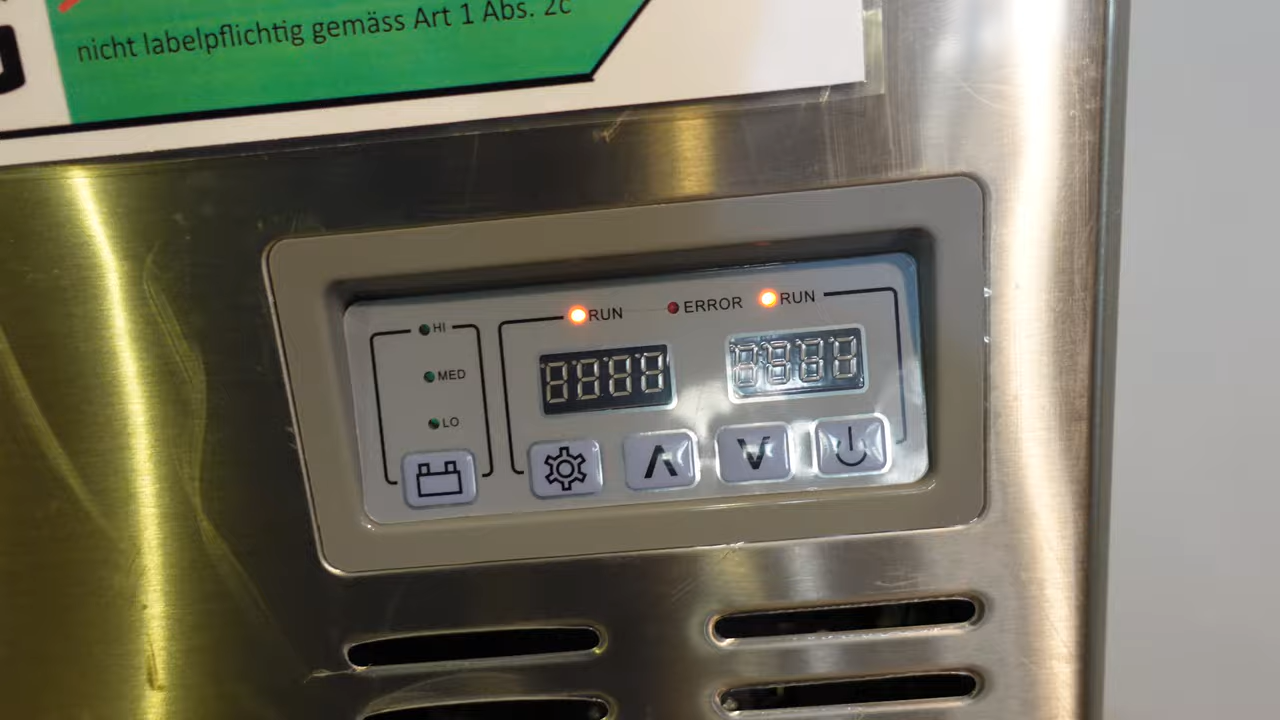 nicht labelpflichtig gemäss Art 1 Abs. 2c
RUN
ERROR
RUN
HI
MED
LO